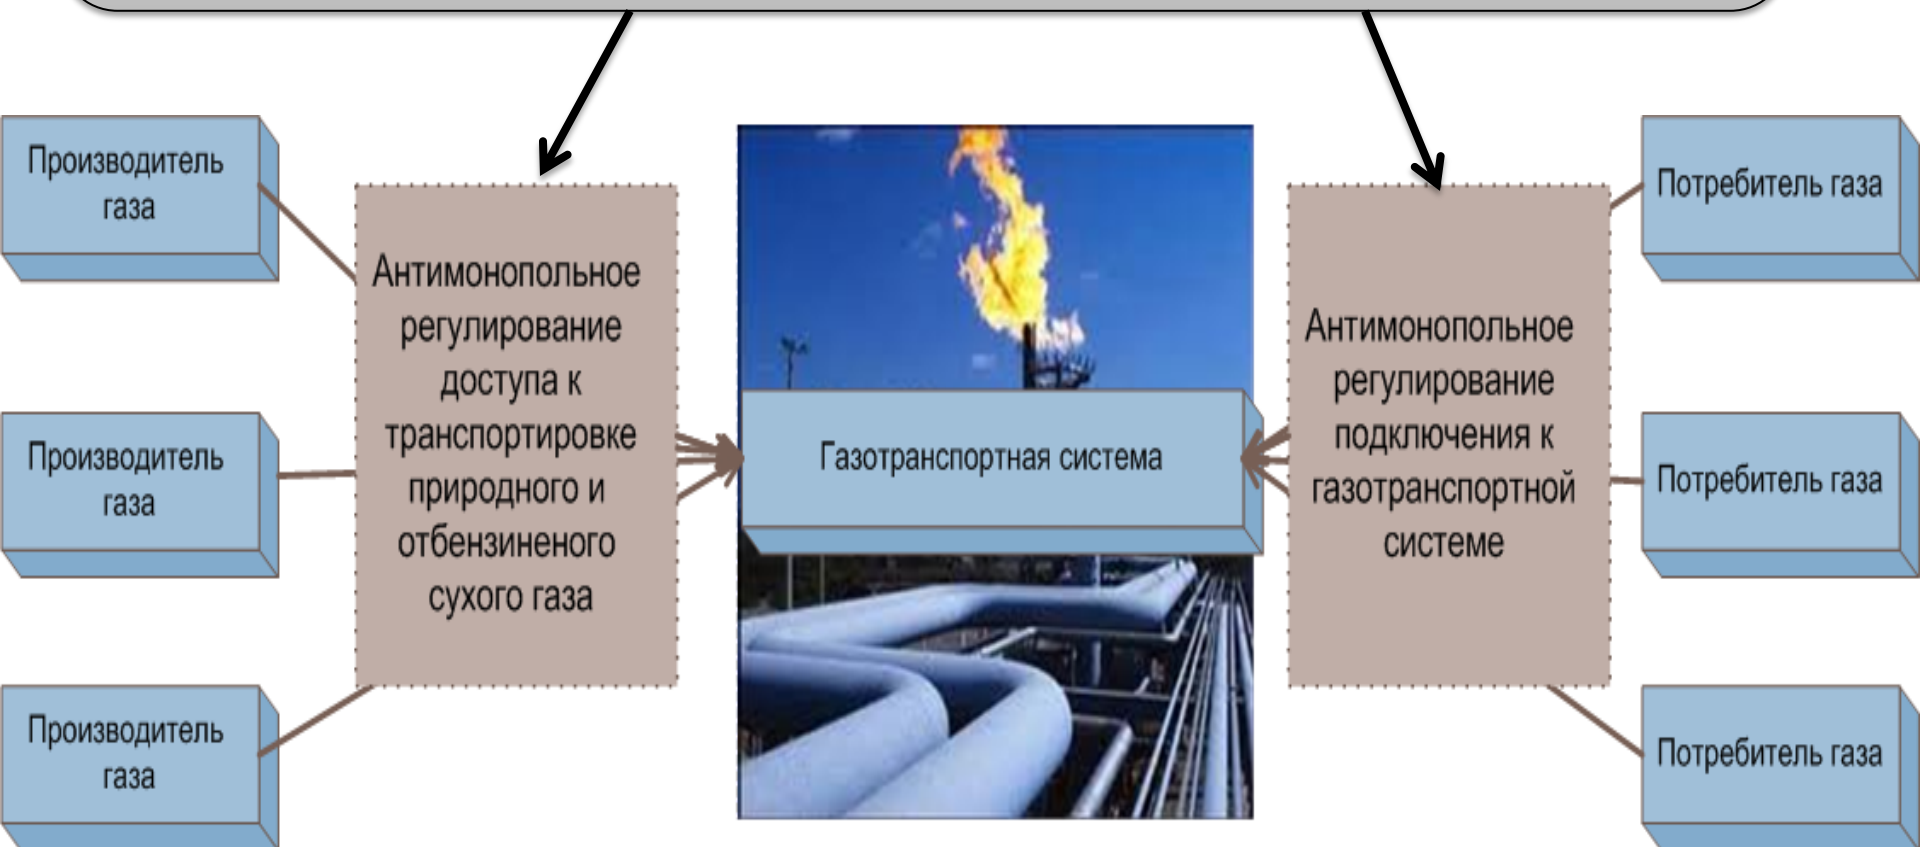 Производитель
газа
Производитель
газа
Производитель
газа
Антимонопольное
регулирование
доступа к
транспортировке
природного и
отбензиненого
сухого газа
Газотранспортная система
Антимонопольное
регулирование
подключения к
газотранспортной
системе
Потребитель газа
Потребитель газа
Потребитель газа